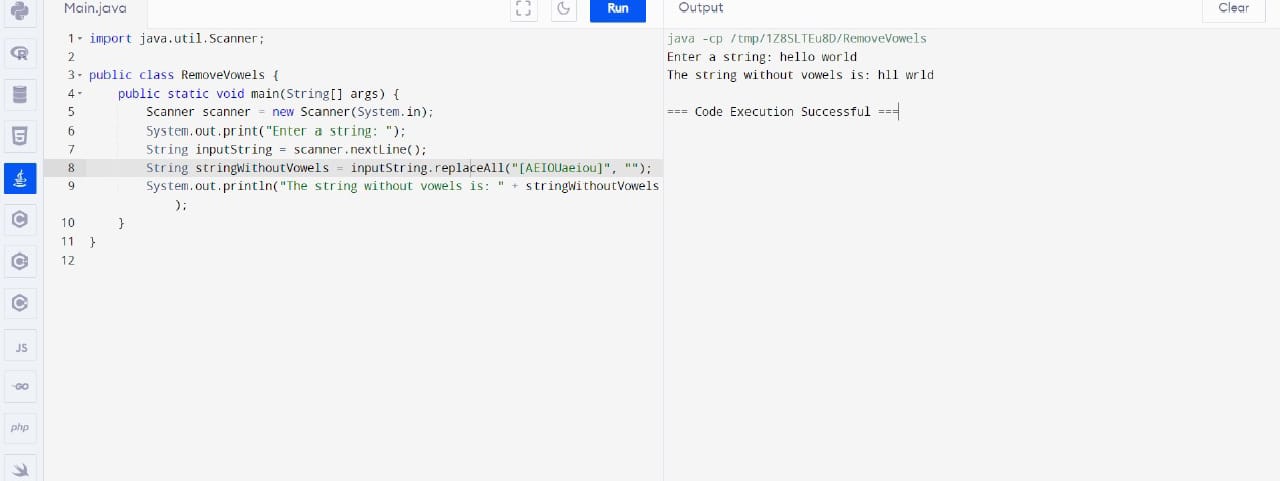 Main.java
Run
Output
Clear
1 import java.util.Scanner;
2
3 public class RemoveVowels {
4     public static void main(String[] args) {
5         Scanner scanner = new Scanner(System.in);
6         System.out.print("Enter a string: ");
7         String inputString = scanner.nextLine();
8         String stringWithoutVowels = inputString.replaceAll("[AEIOUaeiou]", "");
9         System.out.println("The string without vowels is: " + stringWithoutVowels
            );
10     }
11 }
12
java -cp /tmp/1Z8SLTEu8D/RemoveVowels
Enter a string: hello world
The string without vowels is: hll wrld
=== Code Execution Successful ===
JS
GO
php